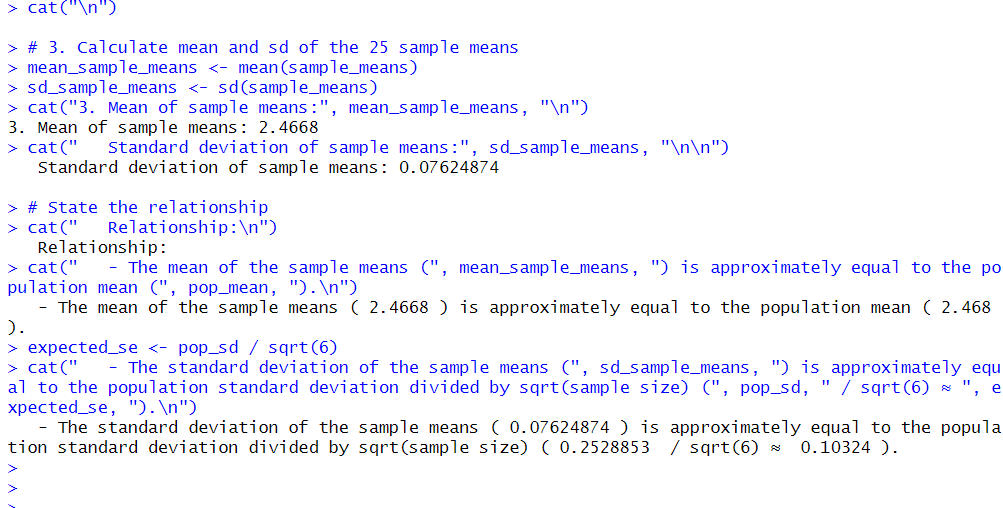 > cat("\n")
> # 3. Calculate mean and sd of the 25 sample means
> mean_sample_means <- mean(sample_means)
> sd_sample_means <- sd(sample_means)
> cat("3. Mean of sample means:", mean_sample_means, "\n")
3. Mean of sample means: 2.4668
> cat("   Standard deviation of sample means:", sd_sample_means, "\n\n")
   Standard deviation of sample means: 0.07624874
> # State the relationship
> cat("   Relationship:\n")
   Relationship:
> cat("   - The mean of the sample means (", mean_sample_means, ") is approximately equal to the po
pulation mean (", pop_mean, ").\n")
   - The mean of the sample means ( 2.4668 ) is approximately equal to the population mean ( 2.468
).
> expected_se <- pop_sd / sqrt(6)
> cat("   - The standard deviation of the sample means (", sd_sample_means, ") is approximately equ
al to the population standard deviation divided by sqrt(sample size) (", pop_sd, " / sqrt(6) ≈ ", e
xpected_se, ").\n")
   - The standard deviation of the sample means ( 0.07624874 ) is approximately equal to the popula
tion standard deviation divided by sqrt(sample size) ( 0.2528853  / sqrt(6) ≈  0.10324 ).
>
>
>